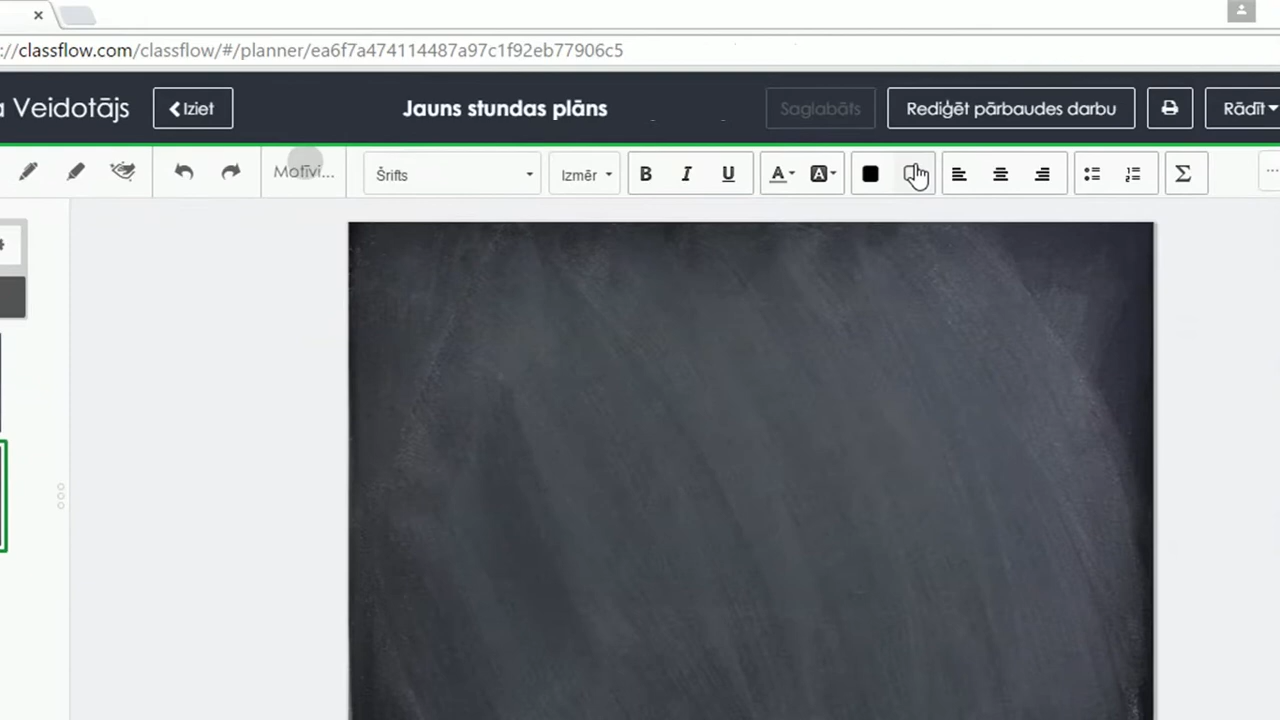 ://classflow.com/classflow/#/planner/ea6f7a474114487a97c1f92eb77906c5
a Veidotājs
Iziet
Jauns stundas plāns
Saglabāts
Rediģēt pārbaudes darbu
Rādīt
Motīvi...
Šrifts
Izmēr
B
I
U
A
A
Σ
...